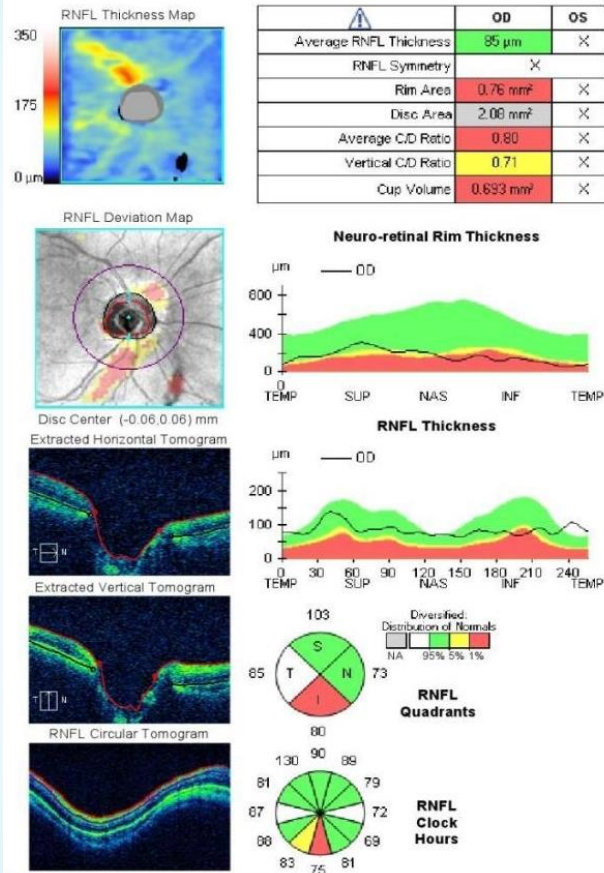 RNFL Thickness Map
350
175
0 µm
OD OS
Average RNFL Thickness 85 µm X
RNFL Symmetry X
Rim Area 0.76 mm² X
Disc Area 2.08 mm² X
Average C/D Ratio 0.80 X
Vertical C/D Ratio 0.71 X
Cup Volume 0.693 mm³ X
RNFL Deviation Map
Disc Center (-0.06,0.06) mm
Neuro-retinal Rim Thickness
µm OD
800
400
0
0
TEMP SUP NAS INF TEMP
Extracted Horizontal Tomogram
T N
RNFL Thickness
µm OD
200
100
0
0 30 60 90 120 150 180 210 240
TEMP SUP NAS INF TEMP
Extracted Vertical Tomogram
T N
Diversified:
Distribution of Normals
NA 95% 5% 1%
103
S
85 T N 73
I
80
RNFL
Quadrants
RNFL Circular Tomogram
90
130 89
81 79
87 72
88 69
83 81
75
RNFL
Clock
Hours